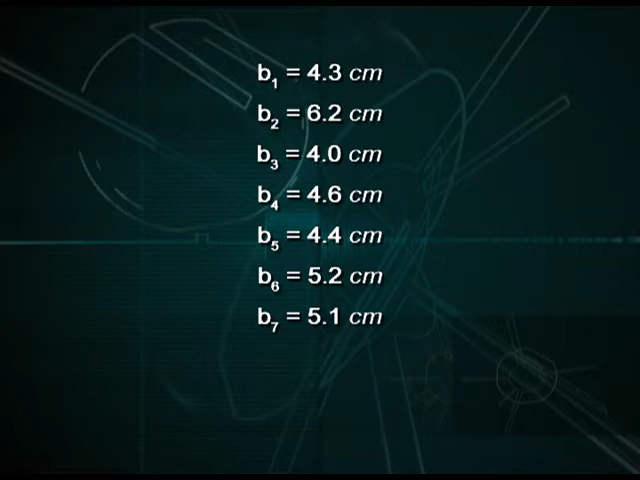 b₁ = 4.3 cm
b₂ = 6.2 cm
b₃ = 4.0 cm
b₄ = 4.6 cm
b₅ = 4.4 cm
b₆ = 5.2 cm
b₇ = 5.1 cm